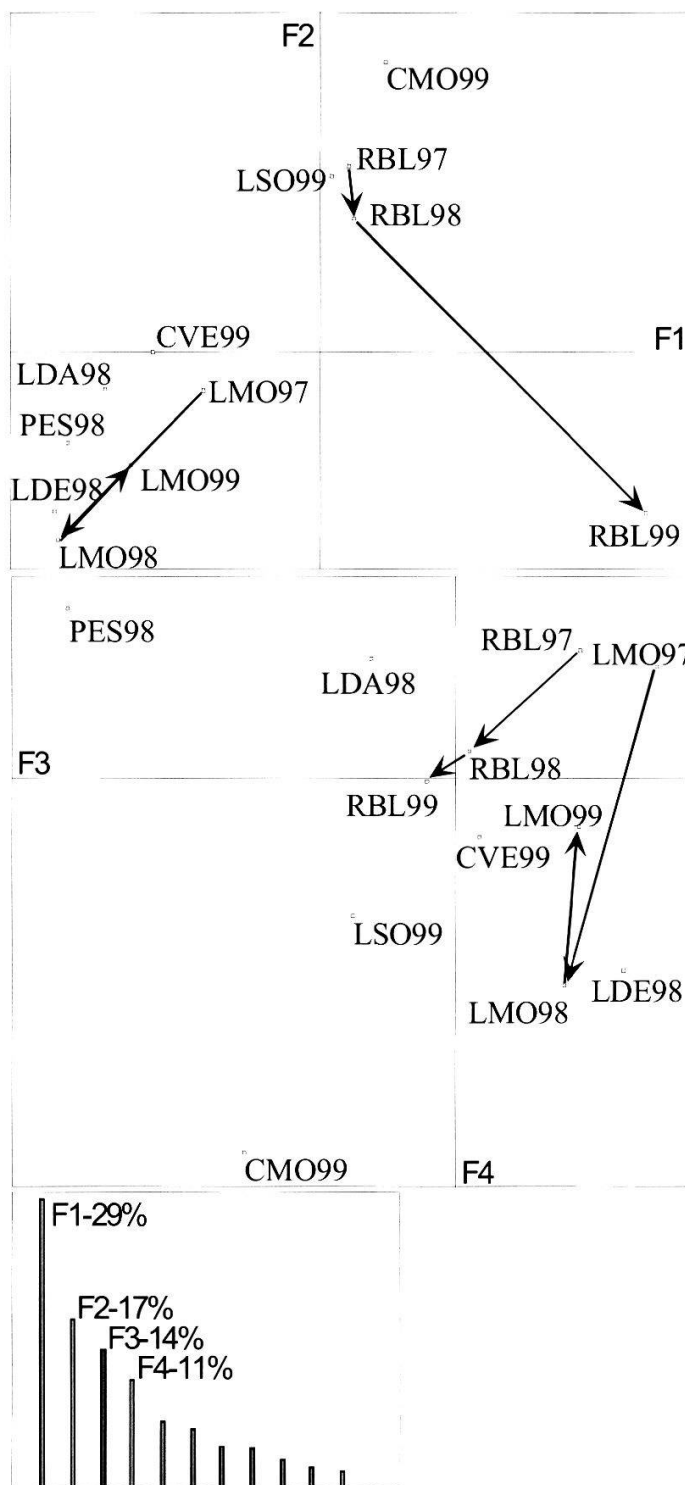 F2
CMO99
RBL97
LSO99
RBL98
CVE99
F1
LDA98
LMO97
PES98
LMO99
LDE98
RBL99
LMO98
PES98
RBL97
LMO97
LDA98
F3
RBL98
RBL99
LMO99
CVE99
LSO99
LDE98
LMO98
CMO99
F4
F1-29%
F2-17%
F3-14%
F4-11%